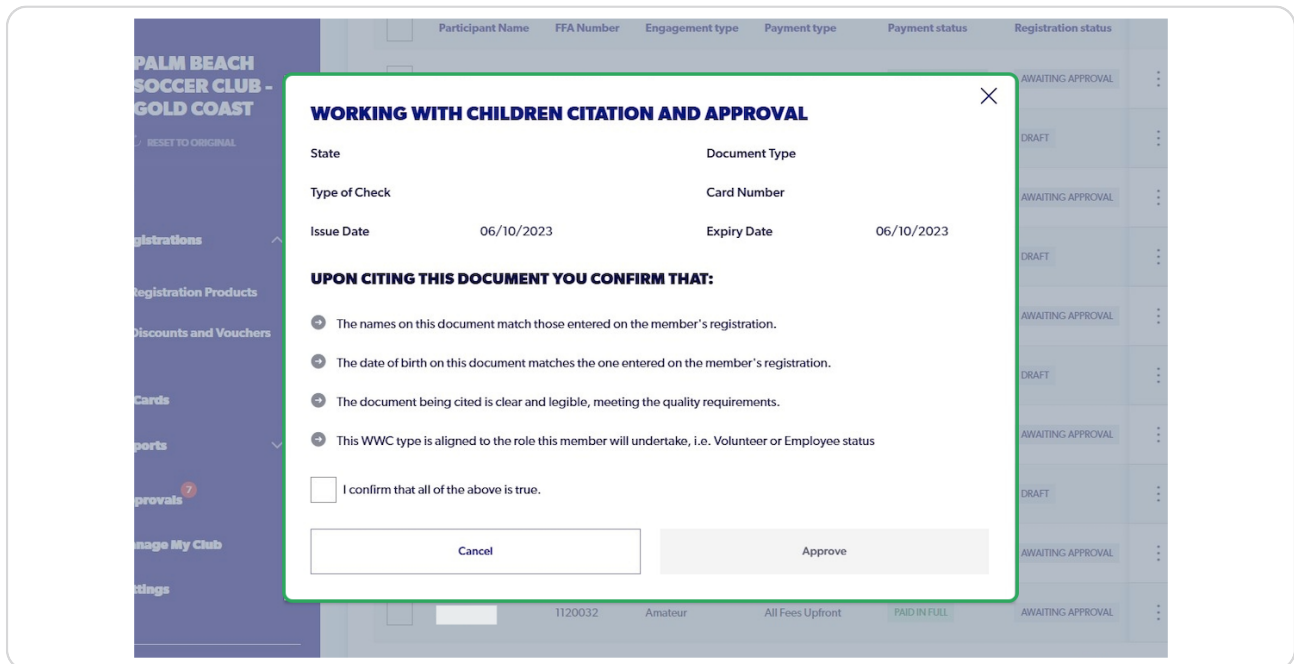 Participant Name FFA Number Engagement type Payment type Payment status Registration status
PALM BEACH
SOCCER CLUB -
GOLD COAST
RESET TO ORIGINAL
gistrations
Registration Products
Discounts and Vouchers
Cards
ports
provals 7
nage My Club
ttings
WORKING WITH CHILDREN CITATION AND APPROVAL
State Document Type
Type of Check Card Number
Issue Date 06/10/2023 Expiry Date 06/10/2023
UPON CITING THIS DOCUMENT YOU CONFIRM THAT:
The names on this document match those entered on the member's registration.
The date of birth on this document matches the one entered on the member's registration.
The document being cited is clear and legible, meeting the quality requirements.
This WWC type is aligned to the role this member will undertake, i.e. Volunteer or Employee status
I confirm that all of the above is true.
Cancel Approve
AWAITING APPROVAL
DRAFT
AWAITING APPROVAL
DRAFT
AWAITING APPROVAL
DRAFT
AWAITING APPROVAL
DRAFT
AWAITING APPROVAL
1120032 Amateur All Fees Upfront PAID IN FULL AWAITING APPROVAL